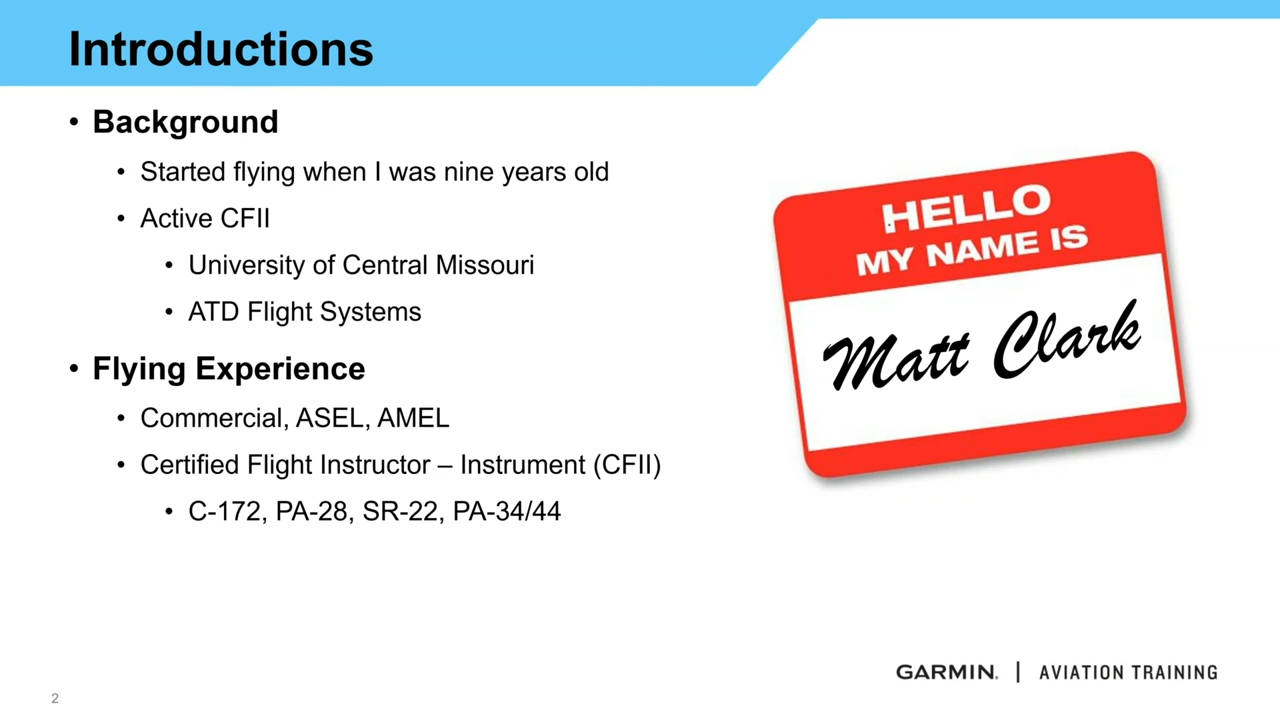 Introductions
• Background
• Started flying when I was nine years old
• Active CFII
• University of Central Missouri
• ATD Flight Systems
• Flying Experience
• Commercial, ASEL, AMEL
• Certified Flight Instructor – Instrument (CFII)
• C-172, PA-28, SR-22, PA-34/44
HELLO
MY NAME IS
Matt Clark
GARMIN. | AVIATION TRAINING
2